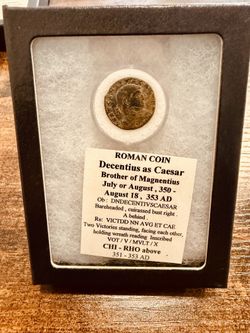 ROMAN COIN
Decentius as Caesar
Brother of Magnentius
July or August , 350 -
August 18 , 353 AD
Ob : DNDECENTIVSCAESAR
Bareheaded , cuirassed bust right .
A behind .
Rs: VICTDD NN AVG ET CAE
Two Victories standing, facing each other,
holding wreath reading Inscribed
VOT / V / MVLT / X
CHI - RHO above
351 - 353 AD